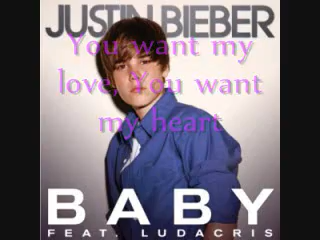 JUSTIN BIEBER
You want my
love, You want
my heart
BABY
FEAT. LUDACRIS